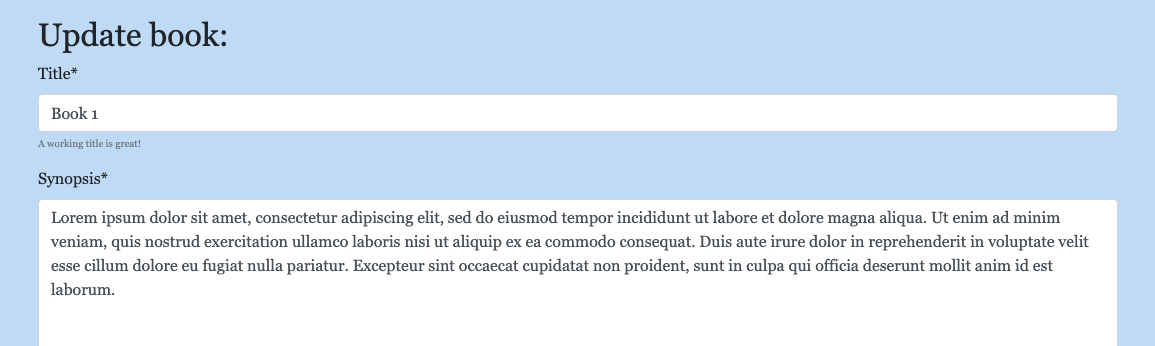 Update book:
Title*
Book 1
A working title is great!
Synopsis*
Lorem ipsum dolor sit amet, consectetur adipiscing elit, sed do eiusmod tempor incididunt ut labore et dolore magna aliqua. Ut enim ad minim
veniam, quis nostrud exercitation ullamco laboris nisi ut aliquip ex ea commodo consequat. Duis aute irure dolor in reprehenderit in voluptate velit
esse cillum dolore eu fugiat nulla pariatur. Excepteur sint occaecat cupidatat non proident, sunt in culpa qui officia deserunt mollit anim id est
laborum.